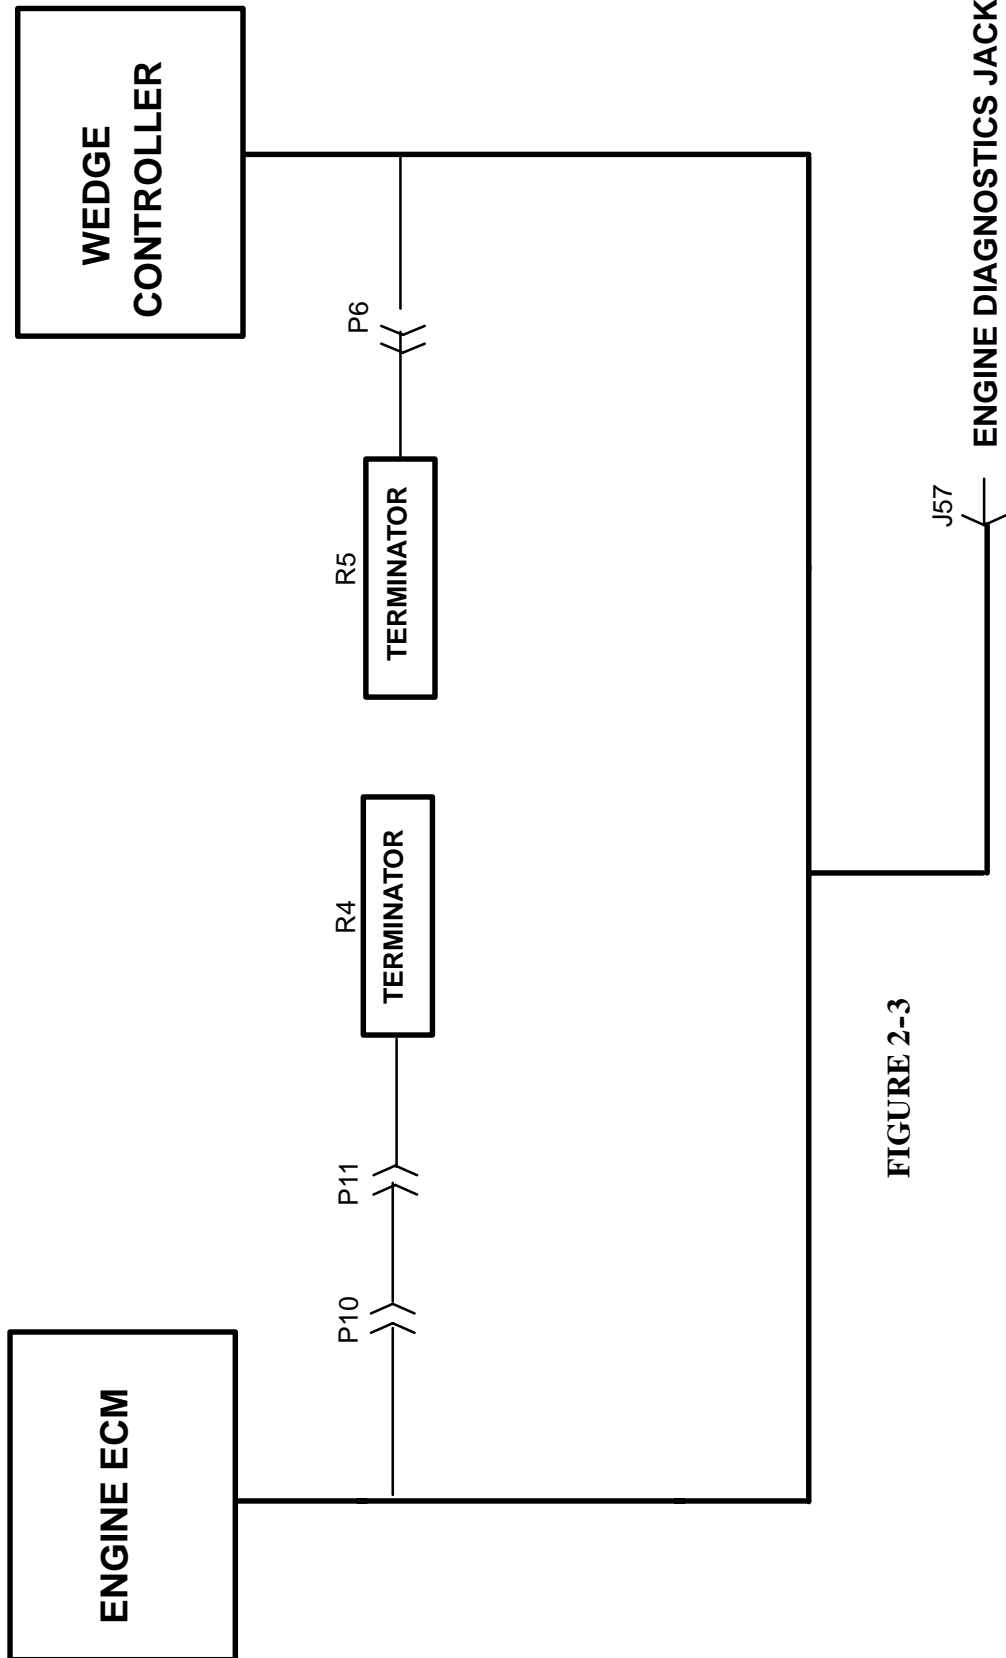 ENGINE ECM
WEDGE
CONTROLLER
P10
P11
R4
TERMINATOR
R5
TERMINATOR
P6
FIGURE 2-3
J57
ENGINE DIAGNOSTICS JACK